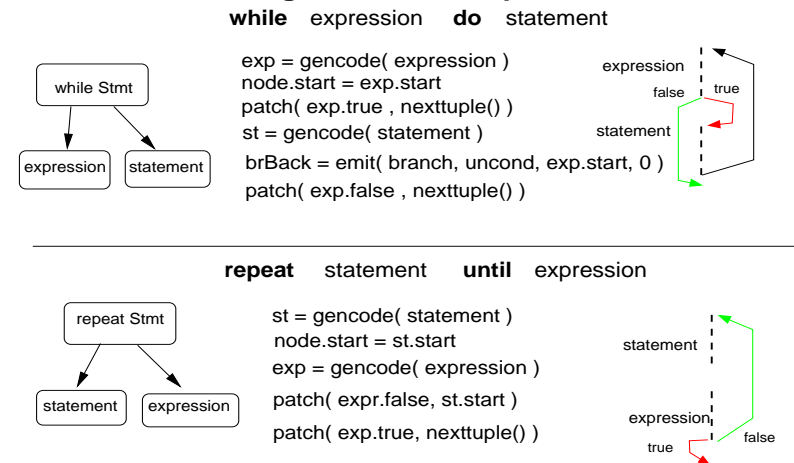 while expression do statement
while Stmt
expression
statement
exp = gencode( expression )
node.start = exp.start
patch( exp.true , nexttuple() )
st = gencode( statement )
brBack = emit( branch, uncond, exp.start, 0 )
patch( exp.false , nexttuple() )
expression
false
true
statement
repeat statement until expression
repeat Stmt
statement
expression
st = gencode( statement )
node.start = st.start
exp = gencode( expression )
patch( expr.false, st.start )
patch( exp.true, nexttuple() )
statement
expression
true
false